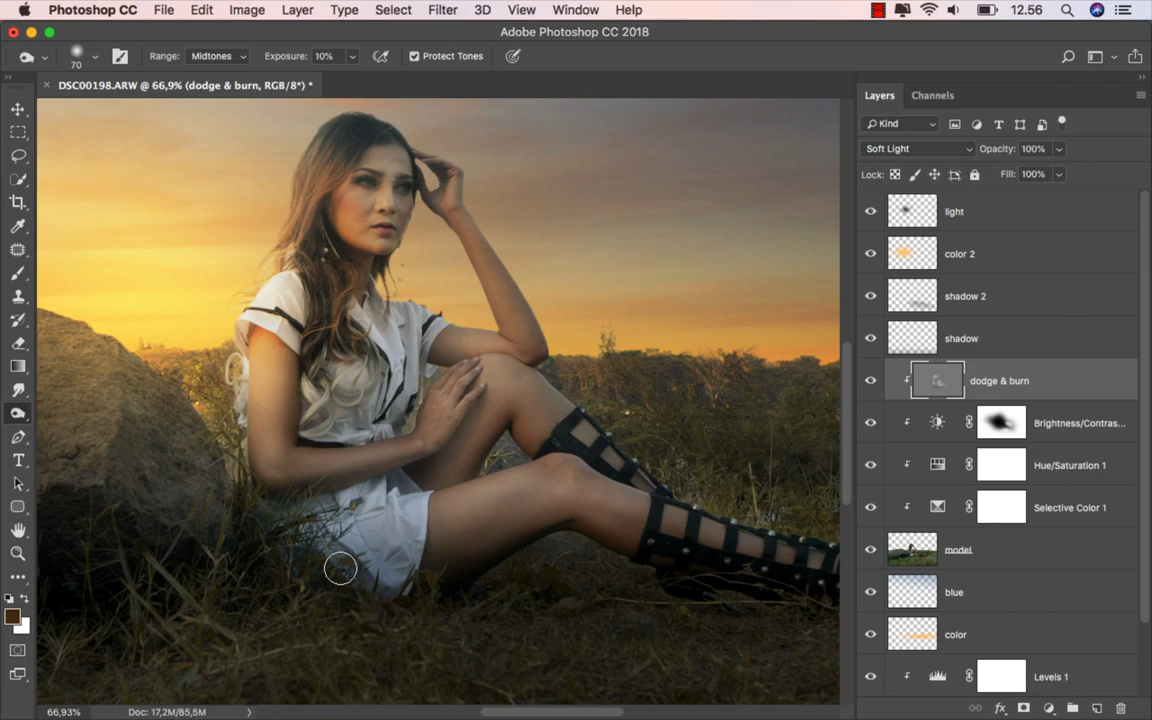 Photoshop CC File Edit Image Layer Type Select Filter 3D View Window Help 12.56
Adobe Photoshop CC 2018
70 Range: Midtones Exposure: 10% Protect Tones
DSC00198.ARW @ 66,9% (dodge & burn, RGB/8*) *
Layers Channels
Kind
Soft Light Opacity: 100%
Lock: Fill: 100%
light
color 2
shadow 2
shadow
dodge & burn
Brightness/Contras...
Hue/Saturation 1
Selective Color 1
model
blue
color
Levels 1
66,93% Doc: 17,2M/85,5M